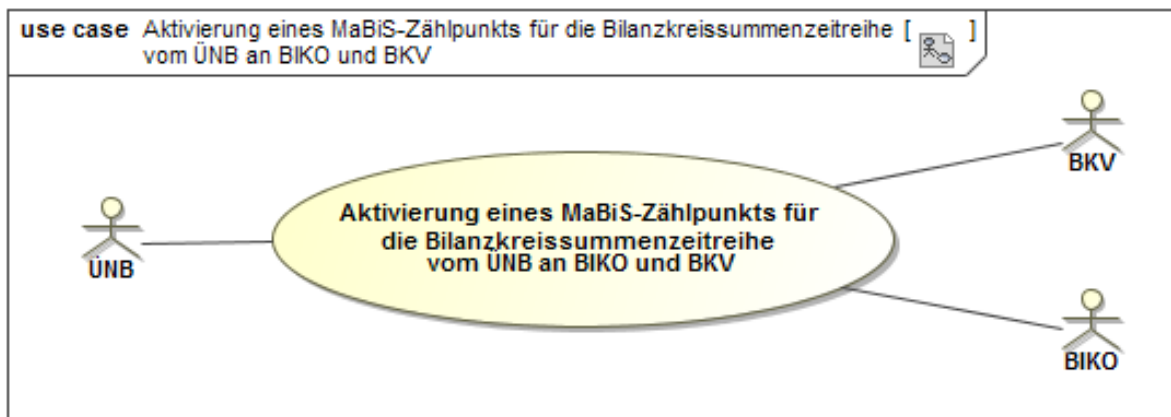 use case Aktivierung eines MaBiS-Zählpunkts für die Bilanzkreissummenzeitreihe [ ]
vom ÜNB an BIKO und BKV
BKV
Aktivierung eines MaBiS-Zählpunkts für
die Bilanzkreissummenzeitreihe
vom ÜNB an BIKO und BKV
ÜNB
BIKO